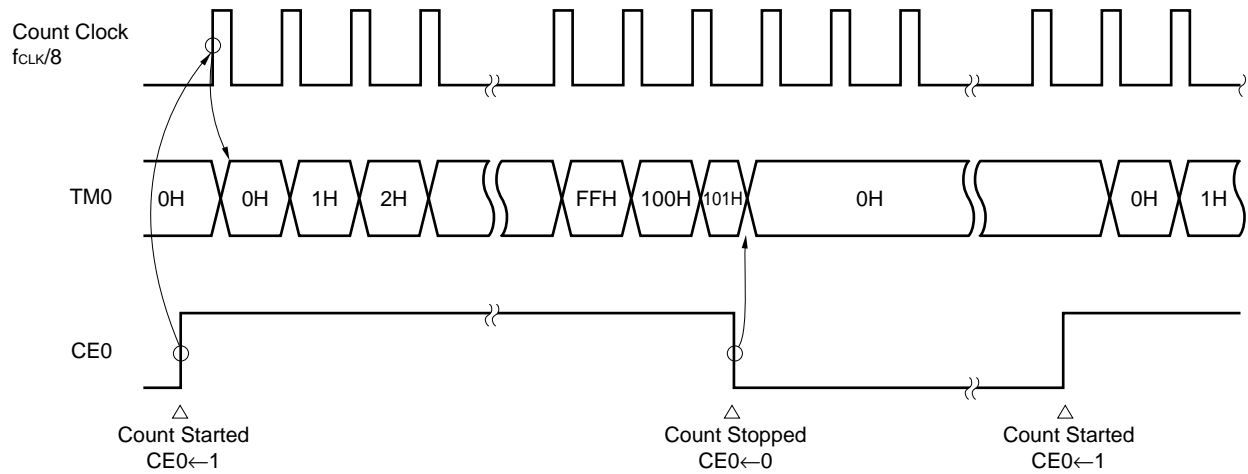 Count Clock
fCLK/8
TM0
0H
0H
1H
2H
FFH
100H
101H
0H
0H
1H
CE0
Count Started
CE0←1
Count Stopped
CE0←0
Count Started
CE0←1